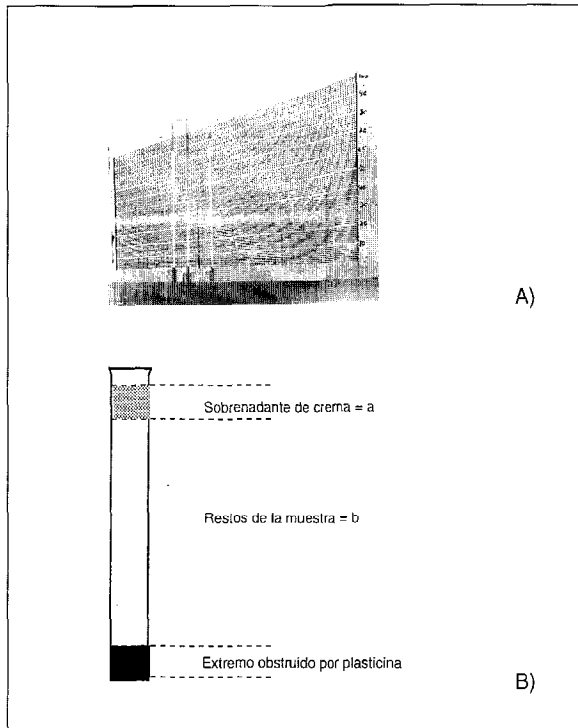 A)
Sobrenadante de crema = a
Restos de la muestra = b
Extremo obstruido por plasticina
B)